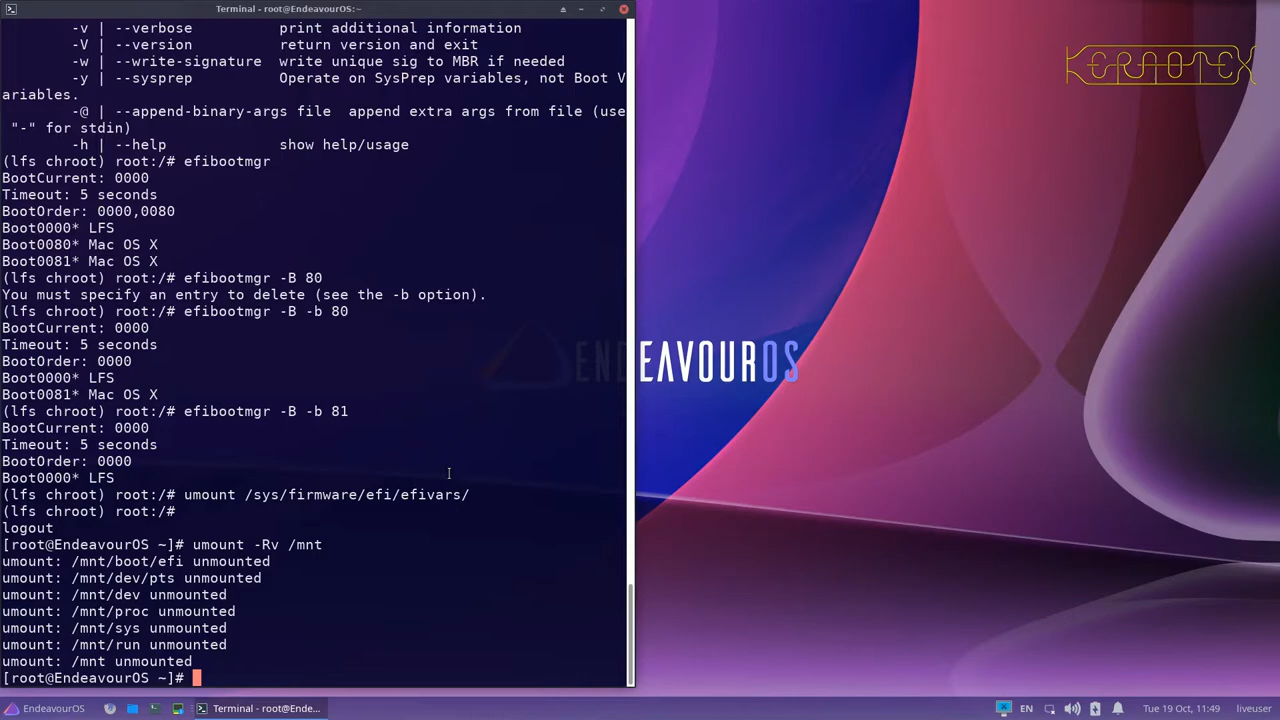 Terminal - root@EndeavourOS:~
-v | --verbose print additional information
-V | --version return version and exit
-w | --write-signature write unique sig to MBR if needed
-y | --sysprep Operate on SysPrep variables, not Boot V
ariables.
-@ | --append-binary-args file append extra args from file (use
"-" for stdin)
-h | --help show help/usage
(lfs chroot) root:/# efibootmgr
BootCurrent: 0000
Timeout: 5 seconds
BootOrder: 0000,0080
Boot0000* LFS
Boot0080* Mac OS X
Boot0081* Mac OS X
(lfs chroot) root:/# efibootmgr -B 80
You must specify an entry to delete (see the -b option).
(lfs chroot) root:/# efibootmgr -B -b 80
BootCurrent: 0000
Timeout: 5 seconds
BootOrder: 0000
Boot0000* LFS
Boot0081* Mac OS X
(lfs chroot) root:/# efibootmgr -B -b 81
BootCurrent: 0000
Timeout: 5 seconds
BootOrder: 0000
Boot0000* LFS
(lfs chroot) root:/# umount /sys/firmware/efi/efivars/
(lfs chroot) root:/#
logout
[root@EndeavourOS ~]# umount -Rv /mnt
umount: /mnt/boot/efi unmounted
umount: /mnt/dev/pts unmounted
umount: /mnt/dev unmounted
umount: /mnt/proc unmounted
umount: /mnt/sys unmounted
umount: /mnt/run unmounted
umount: /mnt unmounted
[root@EndeavourOS ~]#
KERNOTEX
ENDEAVOUROS
EndeavourOS
Terminal - root@Ende...
EN
Tue 19 Oct, 11:49
liveuser